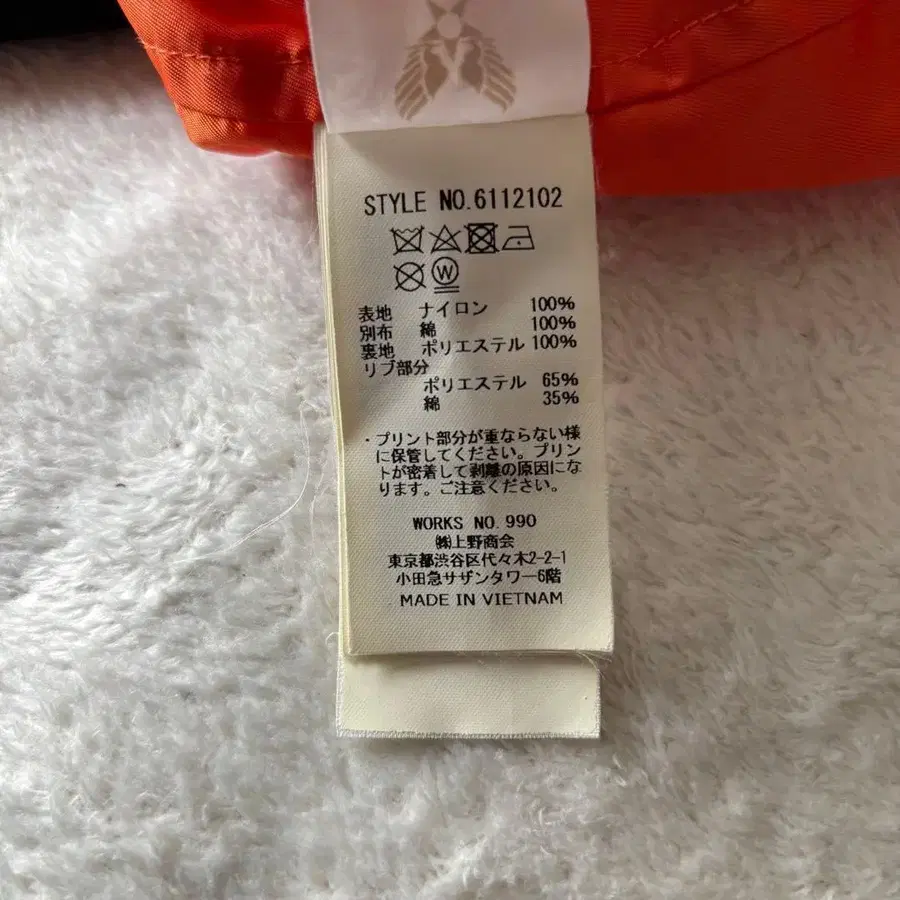 STYLE NO.6112102
W
表地 ナイロン 100%
別布 綿 100%
裏地 ポリエステル 100%
リブ部分
ポリエステル 65%
綿 35%
・プリント部分が重ならない様
に保管してください。プリン
トが密着して剥離の原因にな
ります。ご注意ください。
WORKS NO. 990
㈱上野商会
東京都渋谷区代々木2-2-1
小田急サザンタワー6階
MADE IN VIETNAM